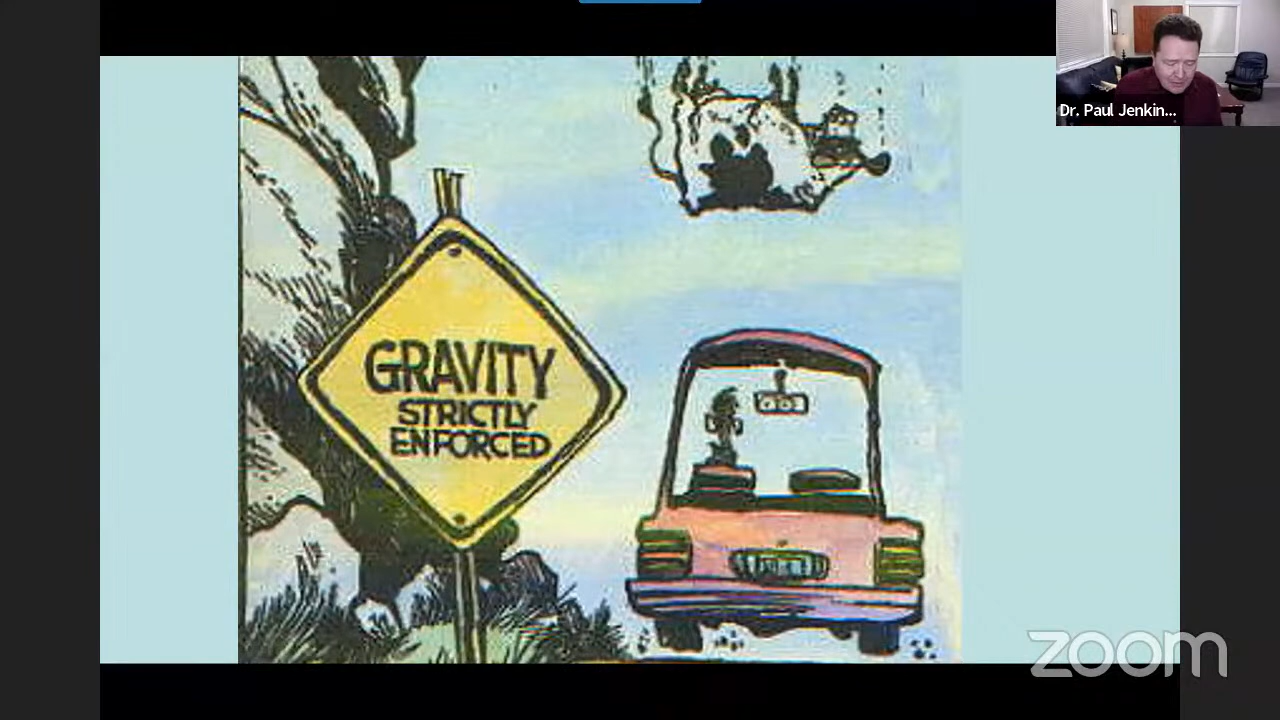 Dr. Paul Jenkin...
GRAVITY
STRICTLY
ENFORCED
zoom